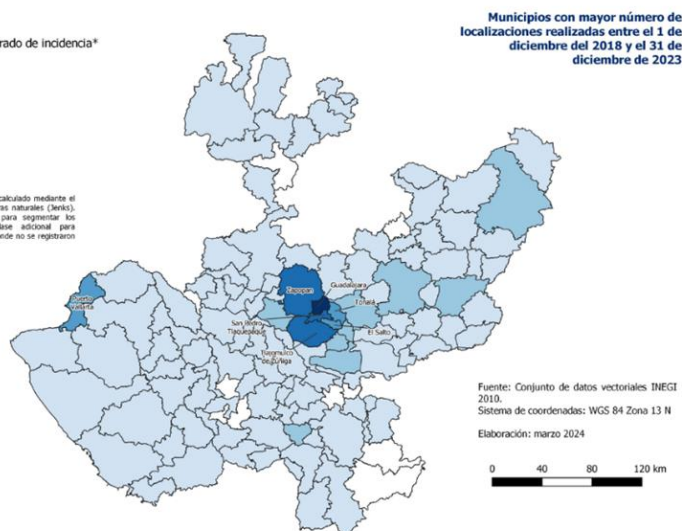 rado de incidencia*
Municipios con mayor número de
localizaciones realizadas entre el 1 de
diciembre del 2018 y el 31 de
diciembre de 2023
calculado mediante el
as naturales (Jenks).
para segmentar los
lase adicional para
onde no se registraron
Zapopan
Guadalajara
Tonalá
Puerto
Vallarta
San Pedro
Tlaquepaque
El Salto
Tlajomulco
de Zúñiga
Fuente: Conjunto de datos vectoriales INEGI
2010.
Sistema de coordenadas: WGS 84 Zona 13 N
Elaboración: marzo 2024
0 40 80 120 km